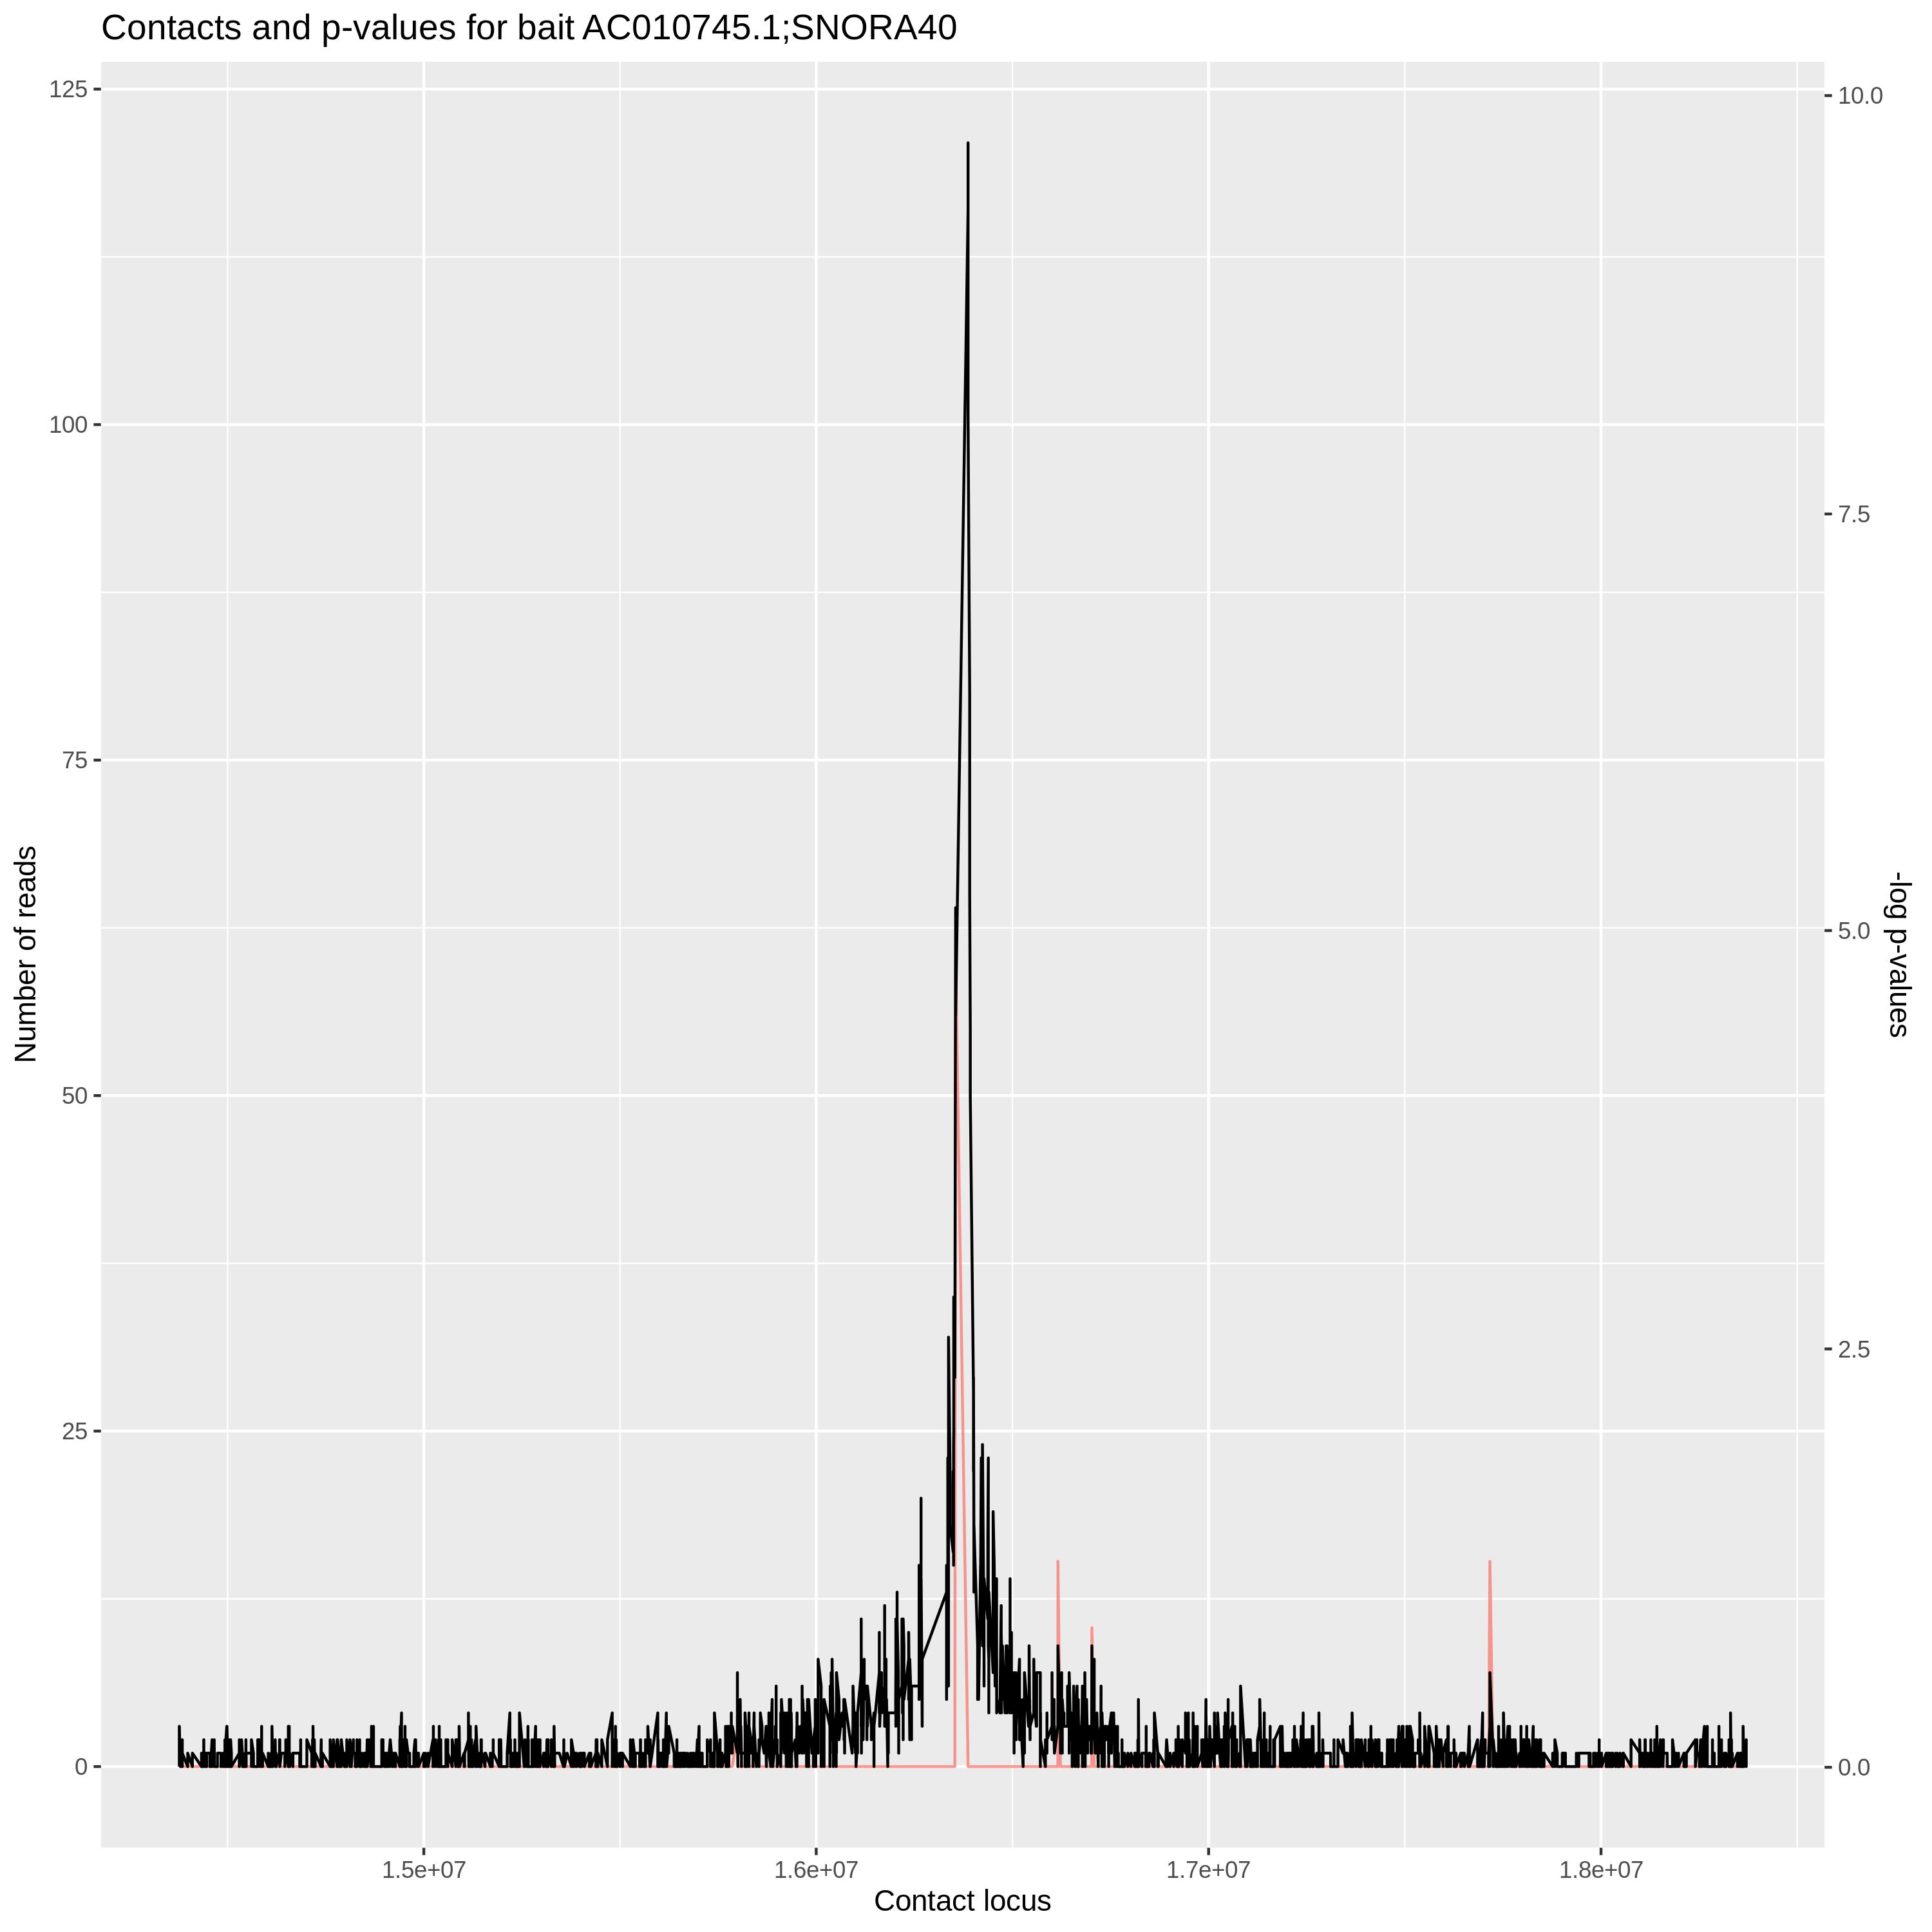 Contacts and p-values for bait AC010745.1;SNORA40
125
100
75
50
25
0
Number of reads
10.0
7.5
5.0
2.5
0.0
-log p-values
1.5e+07
1.6e+07
1.7e+07
1.8e+07
Contact locus